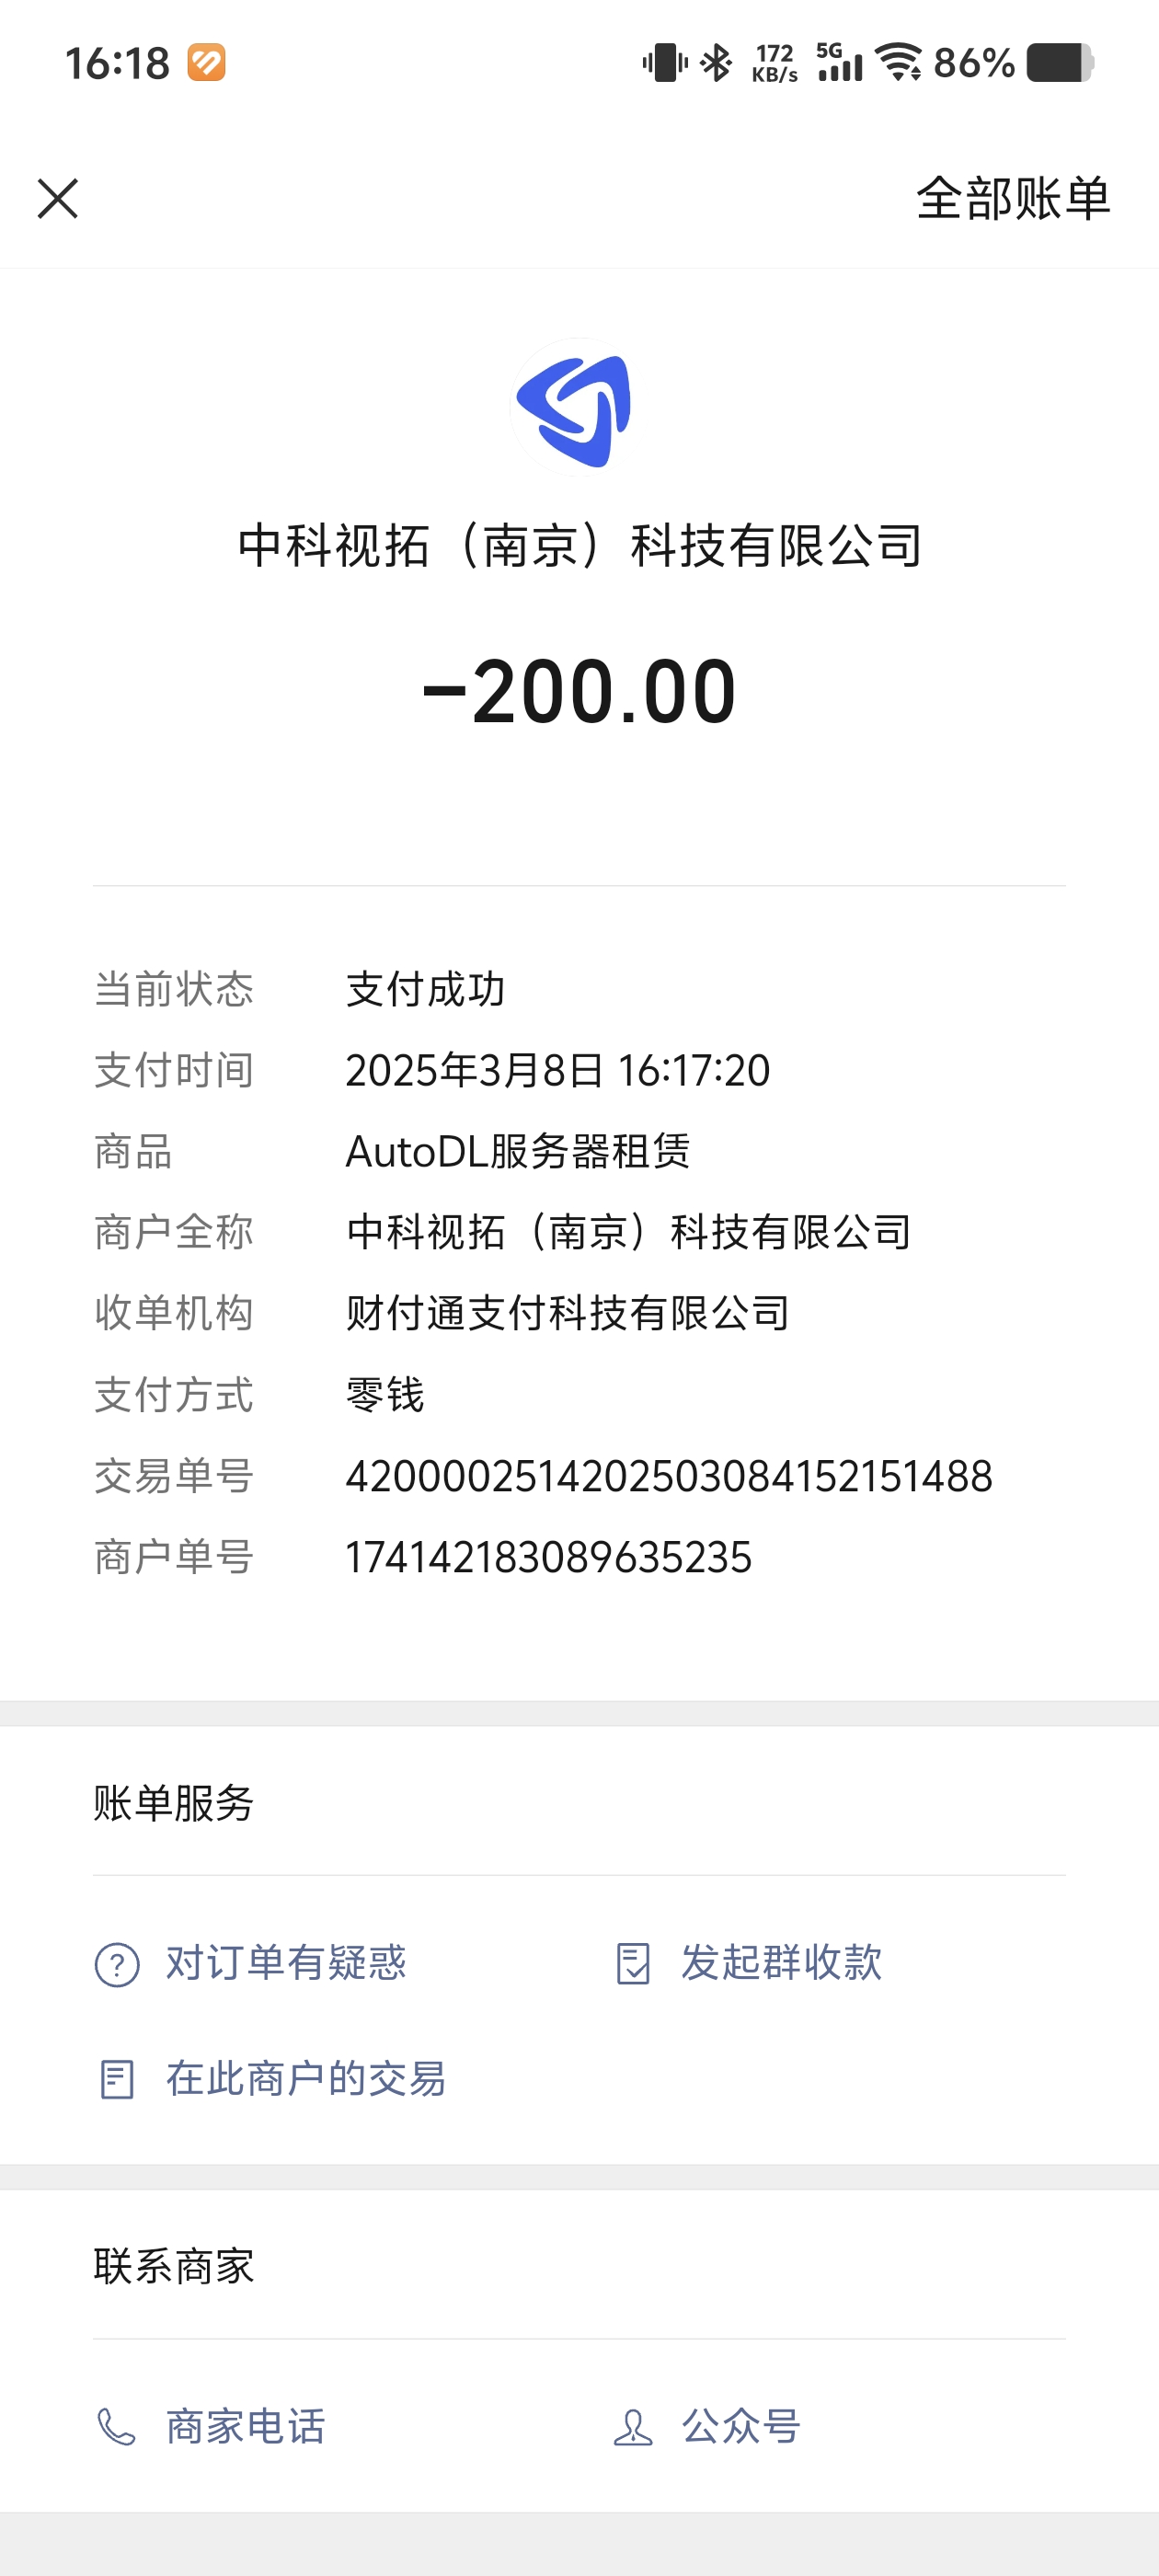 16:18 172 KB/s 5G 86%
全部账单
中科视拓（南京）科技有限公司
-200.00
当前状态 支付成功
支付时间 2025年3月8日 16:17:20
商品 AutoDL服务器租赁
商户全称 中科视拓（南京）科技有限公司
收单机构 财付通支付科技有限公司
支付方式 零钱
交易单号 4200002514202503084152151488
商户单号 174142183089635235
账单服务
对订单有疑惑 发起群收款
在此商户的交易
联系商家
商家电话 公众号